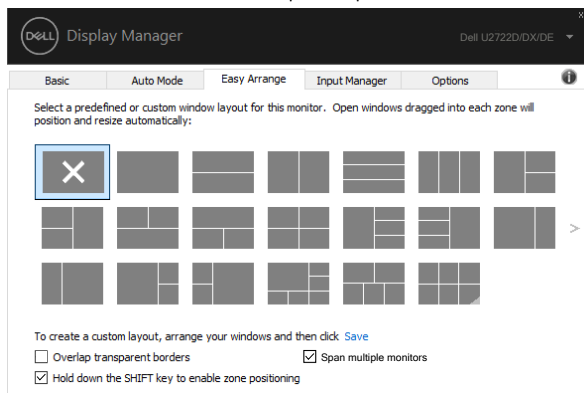 DELL Display Manager
Dell U2722D/DX/DE
Basic Auto Mode Easy Arrange Input Manager Options
Select a predefined or custom window layout for this monitor. Open windows dragged into each zone will
position and resize automatically:
To create a custom layout, arrange your windows and then click Save
Overlap transparent borders
Span multiple monitors
Hold down the SHIFT key to enable zone positioning